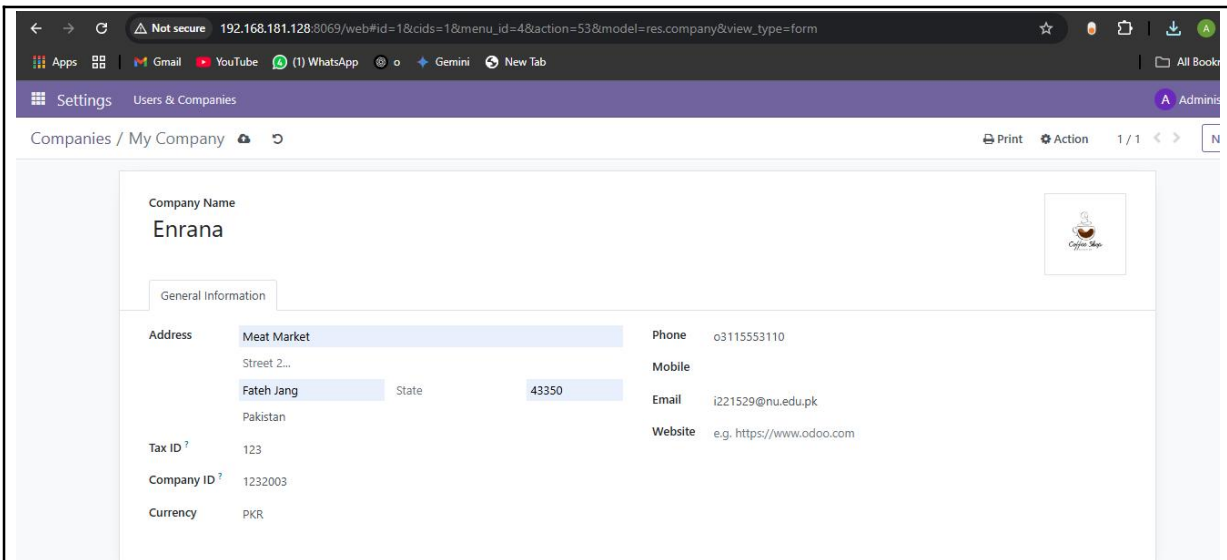 Not secure 192.168.181.128:8069/web#id=1&cids=1&menu_id=4&action=53&model=res.company&view_type=form A
Apps Gmail YouTube (1) WhatsApp o Gemini New Tab All Bookr
Settings Users & Companies A Adminis
Companies / My Company Print Action 1 / 1 N
Company Name
Enrana
Coffee Shop
General Information
Address Meat Market Phone o3115553110
Street 2... Mobile
Fateh Jang State 43350 Email i221529@nu.edu.pk
Pakistan
Website e.g. https://www.odoo.com
Tax ID ? 123
Company ID ? 1232003
Currency PKR